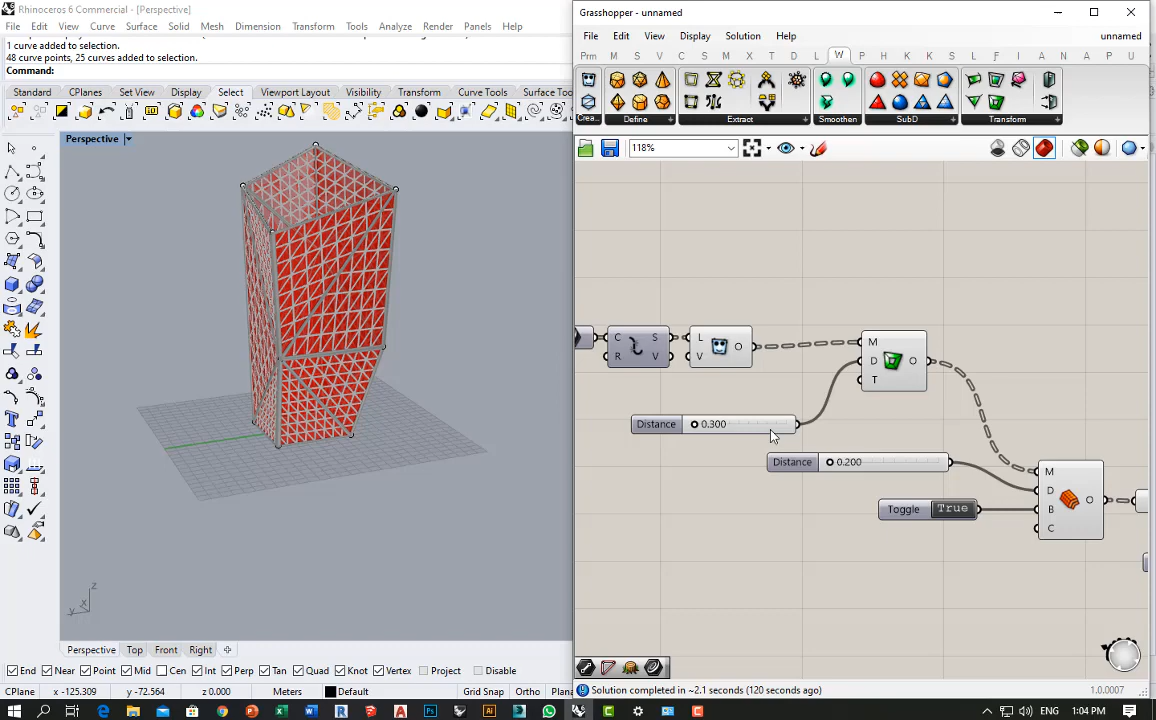 Rhinoceros 6 Commercial - [Perspective]
File Edit View Curve Surface Solid Mesh Dimension Transform Tools Analyze Render Panels Help
1 curve added to selection.
48 curve points, 25 curves added to selection.
Command:
Standard CPlanes Set View Display Select Viewport Layout Visibility Transform Curve Tools Surface Too
Perspective
z
x
y
Perspective Top Front Right
End Near Point Mid Cen Int Perp Tan Quad Knot Vertex Project Disable
CPlane x -125.309 y -72.564 z 0.000 Meters Default Grid Snap Ortho Plana
Grasshopper - unnamed
File Edit View Display Solution Help unnamed
Prm M S V C S M I T D L W P H K S L F K A N A P U
Crea... Define Extract Smoothen SubD Transform
118%
C S
R V
L O
V
M
D O
T
Distance 0.300
Distance 0.200
Toggle True
M
D O
B
C
Solution completed in ~2.1 seconds (120 seconds ago) 1.0.0007
ENG 1:04 PM